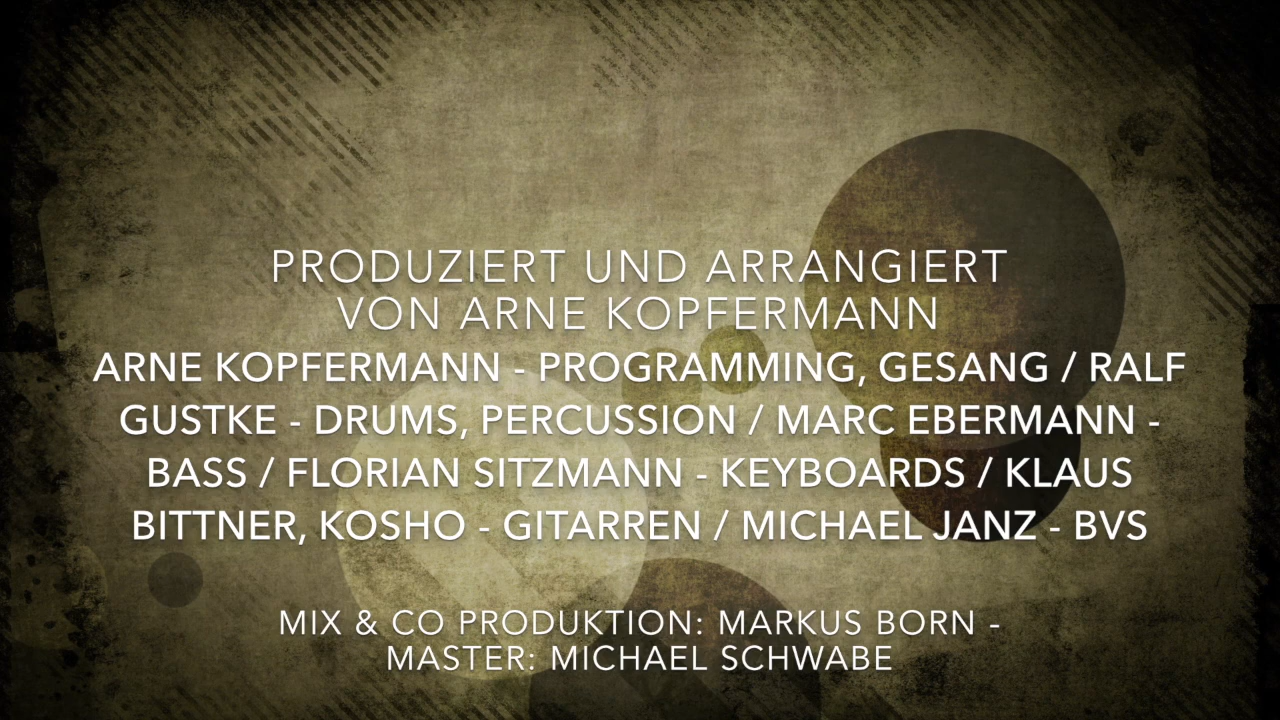 PRODUZIERT UND ARRANGIERT
VON ARNE KOPFERMANN
ARNE KOPFERMANN - PROGRAMMING, GESANG / RALF
GUSTKE - DRUMS, PERCUSSION / MARC EBERMANN -
BASS / FLORIAN SITZMANN - KEYBOARDS / KLAUS
BITTNER, KOSHO - GITARREN / MICHAEL JANZ - BVS
MIX & CO PRODUKTION: MARKUS BORN -
MASTER: MICHAEL SCHWABE